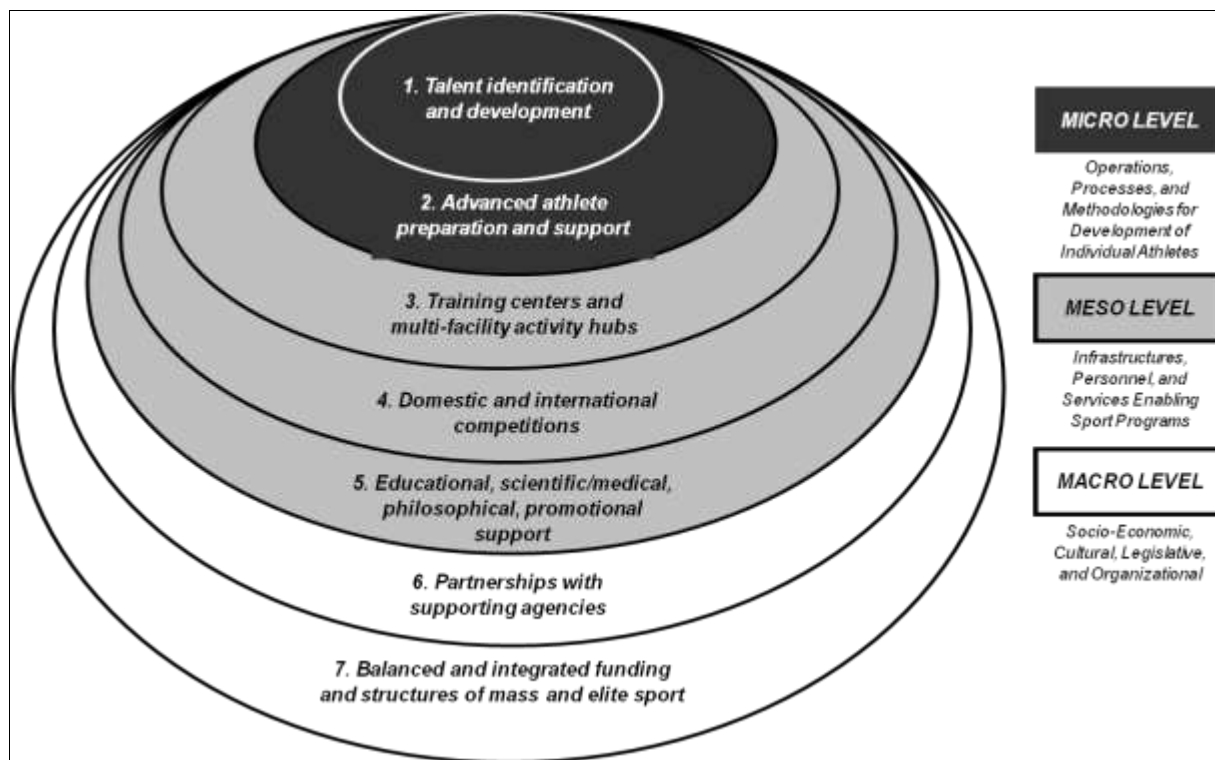 1. Talent identification
and development
2. Advanced athlete
preparation and support
3. Training centers and
multi-facility activity hubs
4. Domestic and international
competitions
5. Educational, scientific/medical,
philosophical, promotional
support
6. Partnerships with
supporting agencies
7. Balanced and integrated funding
and structures of mass and elite sport
MICRO LEVEL
Operations,
Processes, and
Methodologies for
Development of
Individual Athletes
MESO LEVEL
Infrastructures,
Personnel, and
Services Enabling
Sport Programs
MACRO LEVEL
Socio-Economic,
Cultural, Legislative,
and Organizational